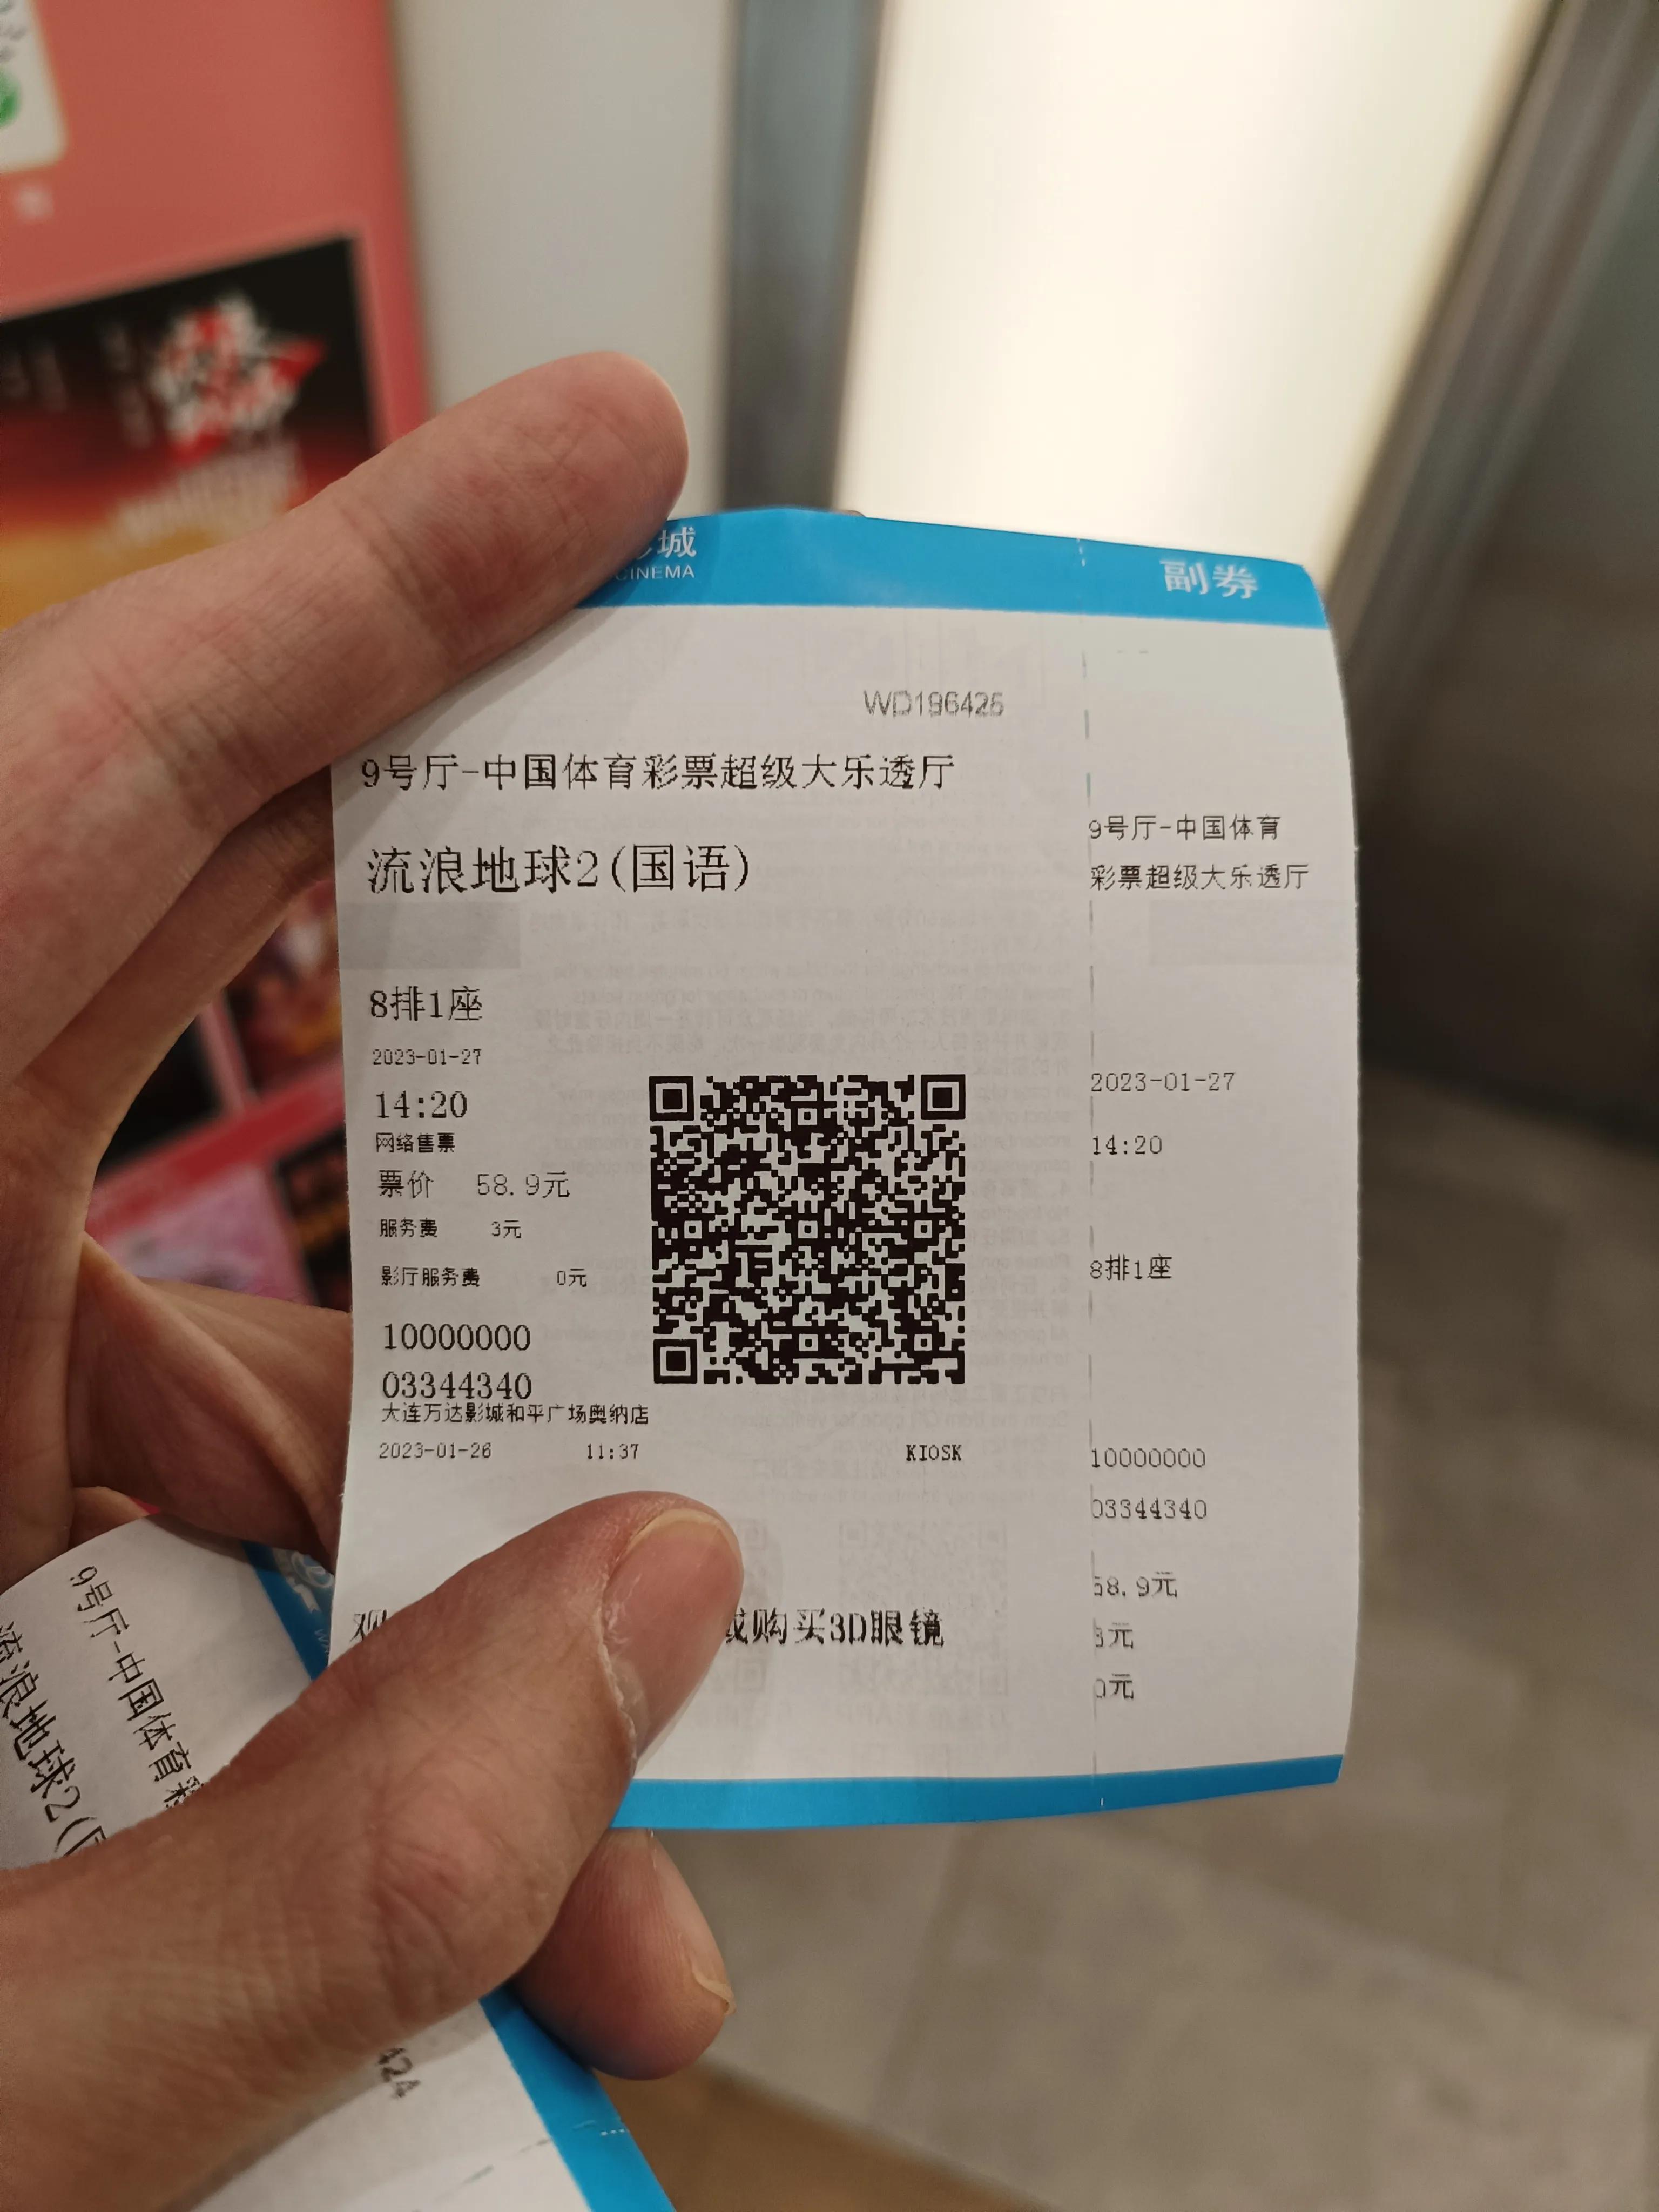 城
CINEMA
副券
WD196425
9号厅-中国体育彩票超级大乐透厅
流浪地球2(国语)
8排1座
2023-01-27
14:20
网络售票
票价 58.9元
服务费 3元
影厅服务费 0元
10000000
03344340
大连万达影城和平广场奥纳店
2023-01-26 11:37 KIOSK
购买3D眼镜
9号厅-中国体育
彩票超级大乐透厅
2023-01-27
14:20
8排1座
10000000
03344340
58.9元
3元
0元
9号厅-中国体育
流浪地球2(
424